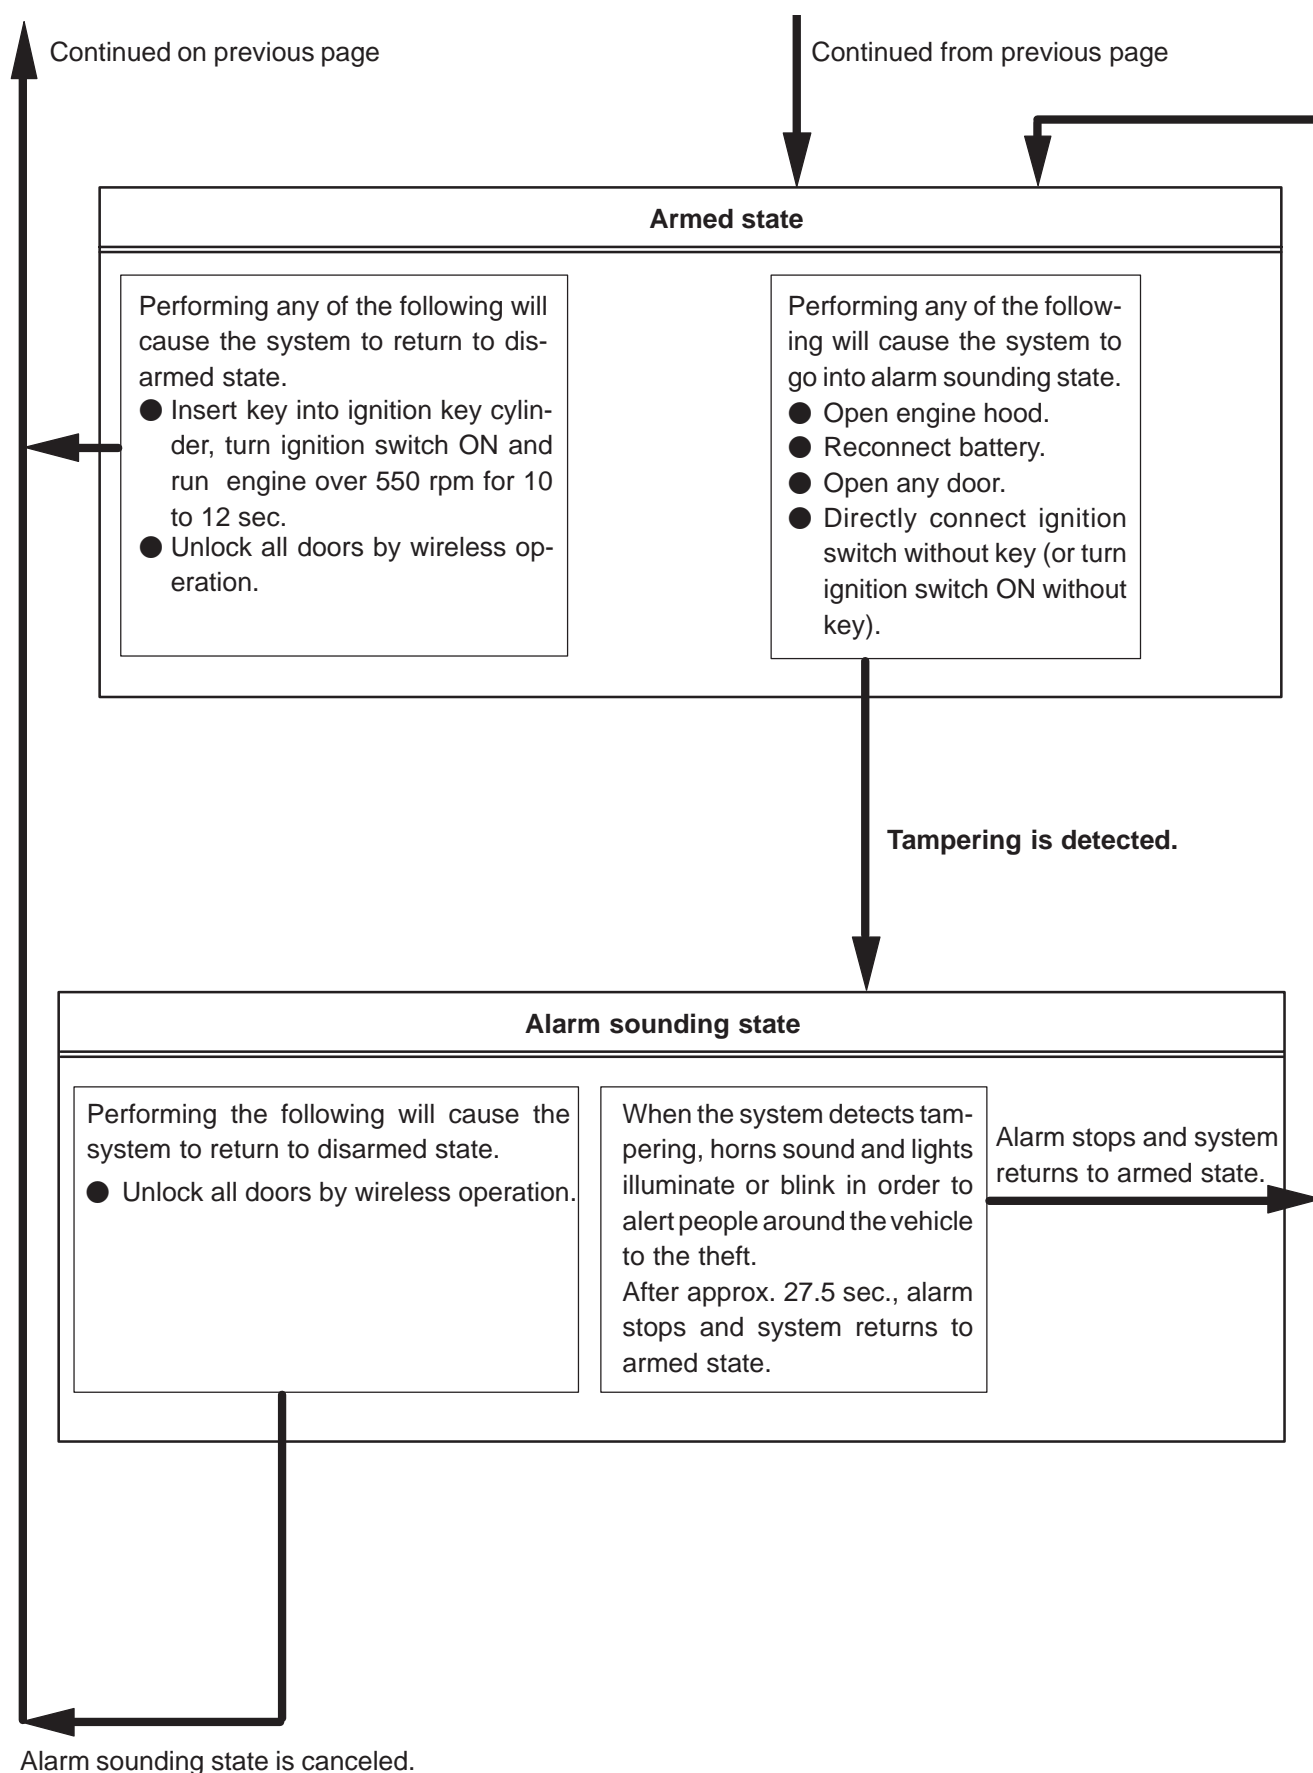 Continued on previous page
Continued from previous page
Armed state
Performing any of the following will
cause the system to return to dis-
armed state.
● Insert key into ignition key cylin-
der, turn ignition switch ON and
run engine over 550 rpm for 10
to 12 sec.
● Unlock all doors by wireless op-
eration.
Performing any of the follow-
ing will cause the system to
go into alarm sounding state.
● Open engine hood.
● Reconnect battery.
● Open any door.
● Directly connect ignition
switch without key (or turn
ignition switch ON without
key).
Tampering is detected.
Alarm sounding state
Performing the following will cause the
system to return to disarmed state.
● Unlock all doors by wireless operation.
When the system detects tam-
pering, horns sound and lights
illuminate or blink in order to
alert people around the vehicle
to the theft.
After approx. 27.5 sec., alarm
stops and system returns to
armed state.
Alarm stops and system
returns to armed state.
Alarm sounding state is canceled.